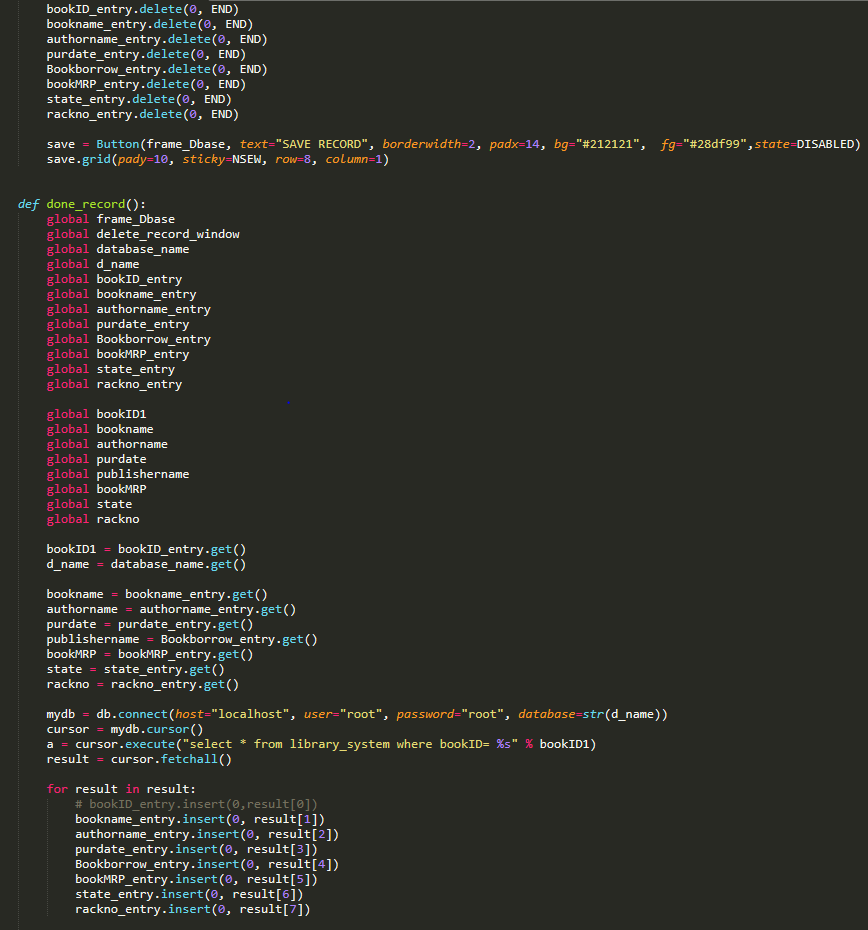 bookID_entry.delete(0, END)
bookname_entry.delete(0, END)
authorname_entry.delete(0, END)
purdate_entry.delete(0, END)
Bookborrow_entry.delete(0, END)
bookMRP_entry.delete(0, END)
state_entry.delete(0, END)
rackno_entry.delete(0, END)
save = Button(frame_Dbase, text="SAVE RECORD", borderwidth=2, padx=14, bg="#212121",  fg="#28df99",state=DISABLED)
save.grid(pady=10, sticky=NSEW, row=8, column=1)
def done_record():
global frame_Dbase
global delete_record_window
global database_name
global d_name
global bookID_entry
global bookname_entry
global authorname_entry
global purdate_entry
global Bookborrow_entry
global bookMRP_entry
global state_entry
global rackno_entry
global bookID1
global bookname
global authorname
global purdate
global publishername
global bookMRP
global state
global rackno
bookID1 = bookID_entry.get()
d_name = database_name.get()
bookname = bookname_entry.get()
authorname = authorname_entry.get()
purdate = purdate_entry.get()
publishername = Bookborrow_entry.get()
bookMRP = bookMRP_entry.get()
state = state_entry.get()
rackno = rackno_entry.get()
mydb = db.connect(host="localhost", user="root", password="root", database=str(d_name))
cursor = mydb.cursor()
a = cursor.execute("select * from library_system where bookID= %s" % bookID1)
result = cursor.fetchall()
for result in result:
# bookID_entry.insert(0,result[0])
bookname_entry.insert(0, result[1])
authorname_entry.insert(0, result[2])
purdate_entry.insert(0, result[3])
Bookborrow_entry.insert(0, result[4])
bookMRP_entry.insert(0, result[5])
state_entry.insert(0, result[6])
rackno_entry.insert(0, result[7])